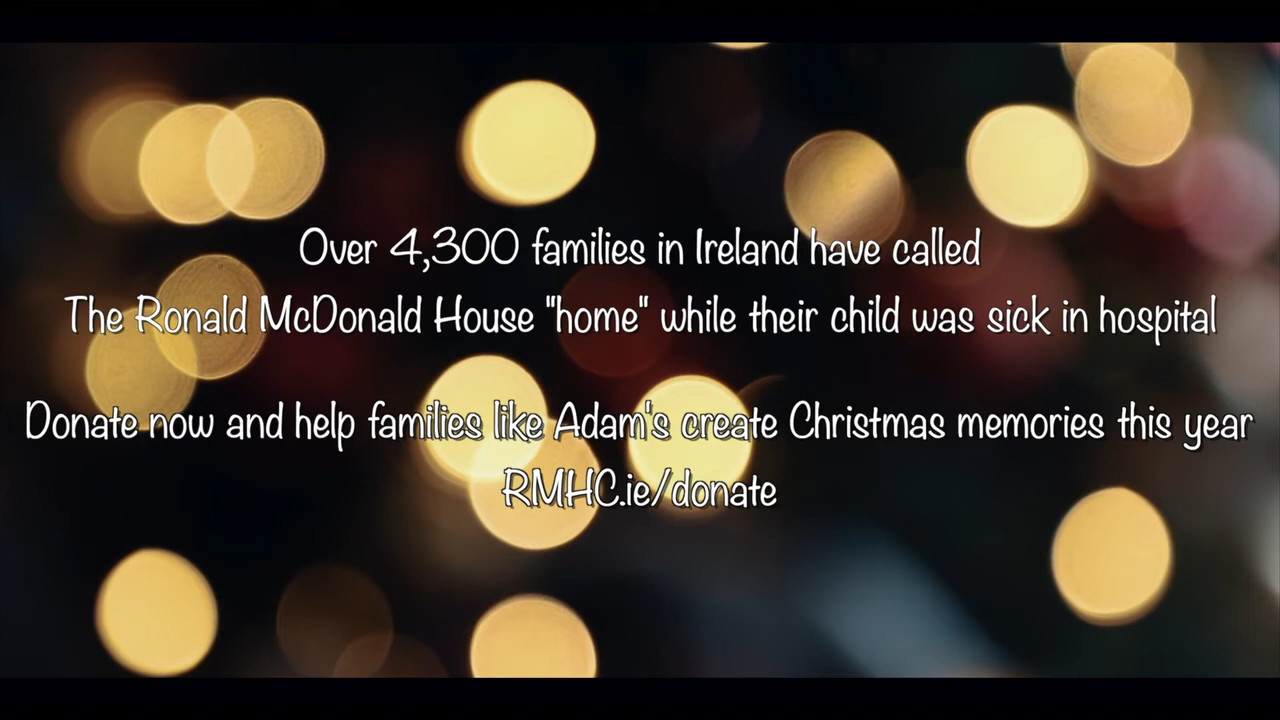 Over 4,300 families in Ireland have called
The Ronald McDonald House "home" while their child was sick in hospital
Donate now and help families like Adam's create Christmas memories this year
RMHC.ie/donate